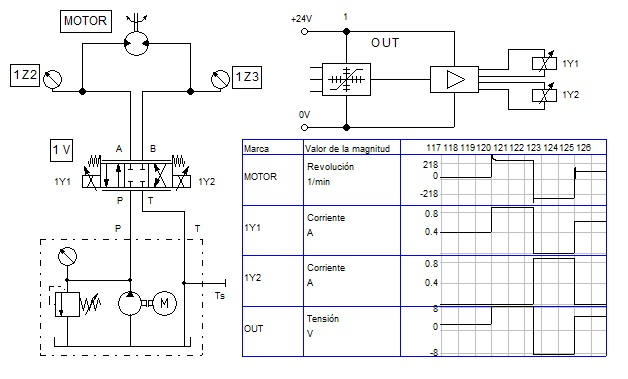 MOTOR
1Z2
1Z3
1 V
A
B
1Y1
1Y2
P
T
P
T
Ts
M
+24V
1
OUT
1Y1
1Y2
0V
Marca
Valor de la magnitud
117 118 119 120 121 122 123 124 125 126
MOTOR
Revolución
1/min
218
0
-218
1Y1
Corriente
A
0.8
0.4
1Y2
Corriente
A
0.8
0.4
OUT
Tensión
V
8
0
-8